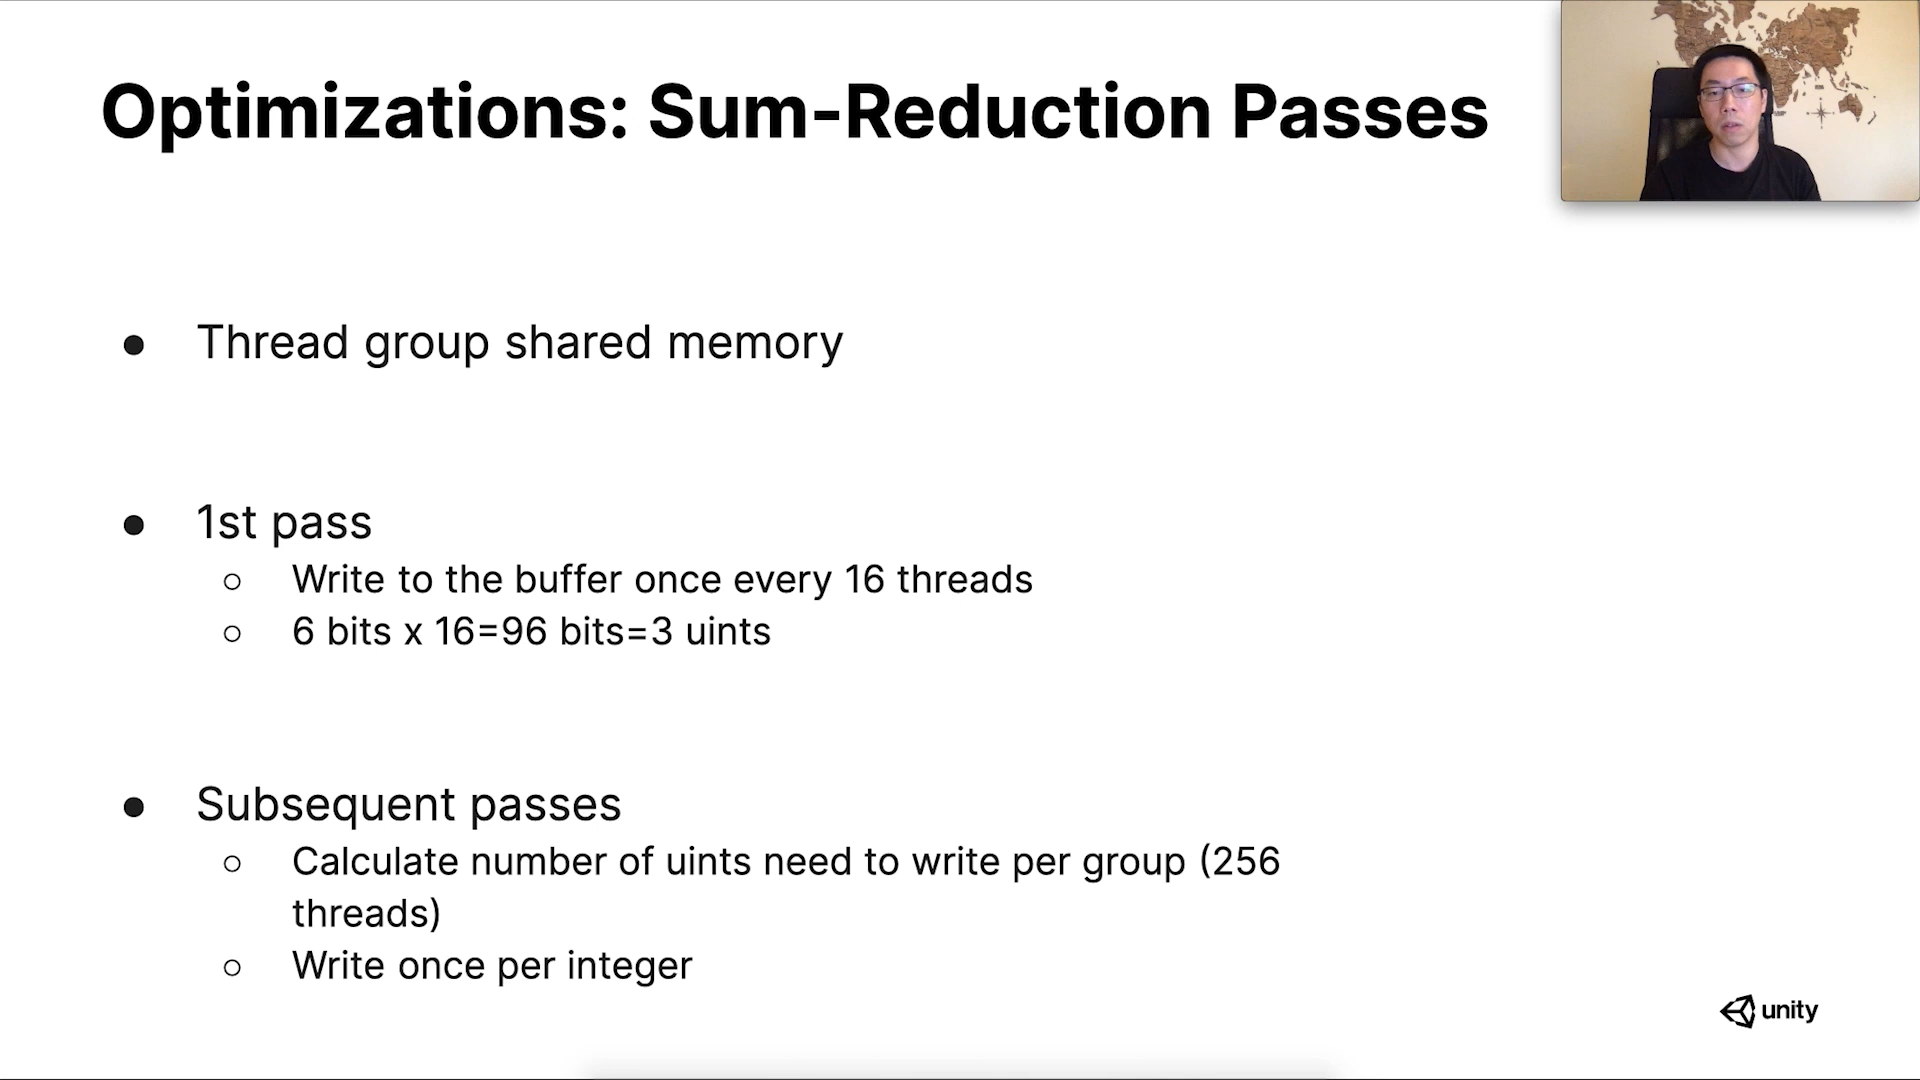 Optimizations: Sum-Reduction Passes
● Thread group shared memory
● 1st pass
○ Write to the buffer once every 16 threads
○ 6 bits x 16=96 bits=3 uints
● Subsequent passes
○ Calculate number of uints need to write per group (256
threads)
○ Write once per integer
unity